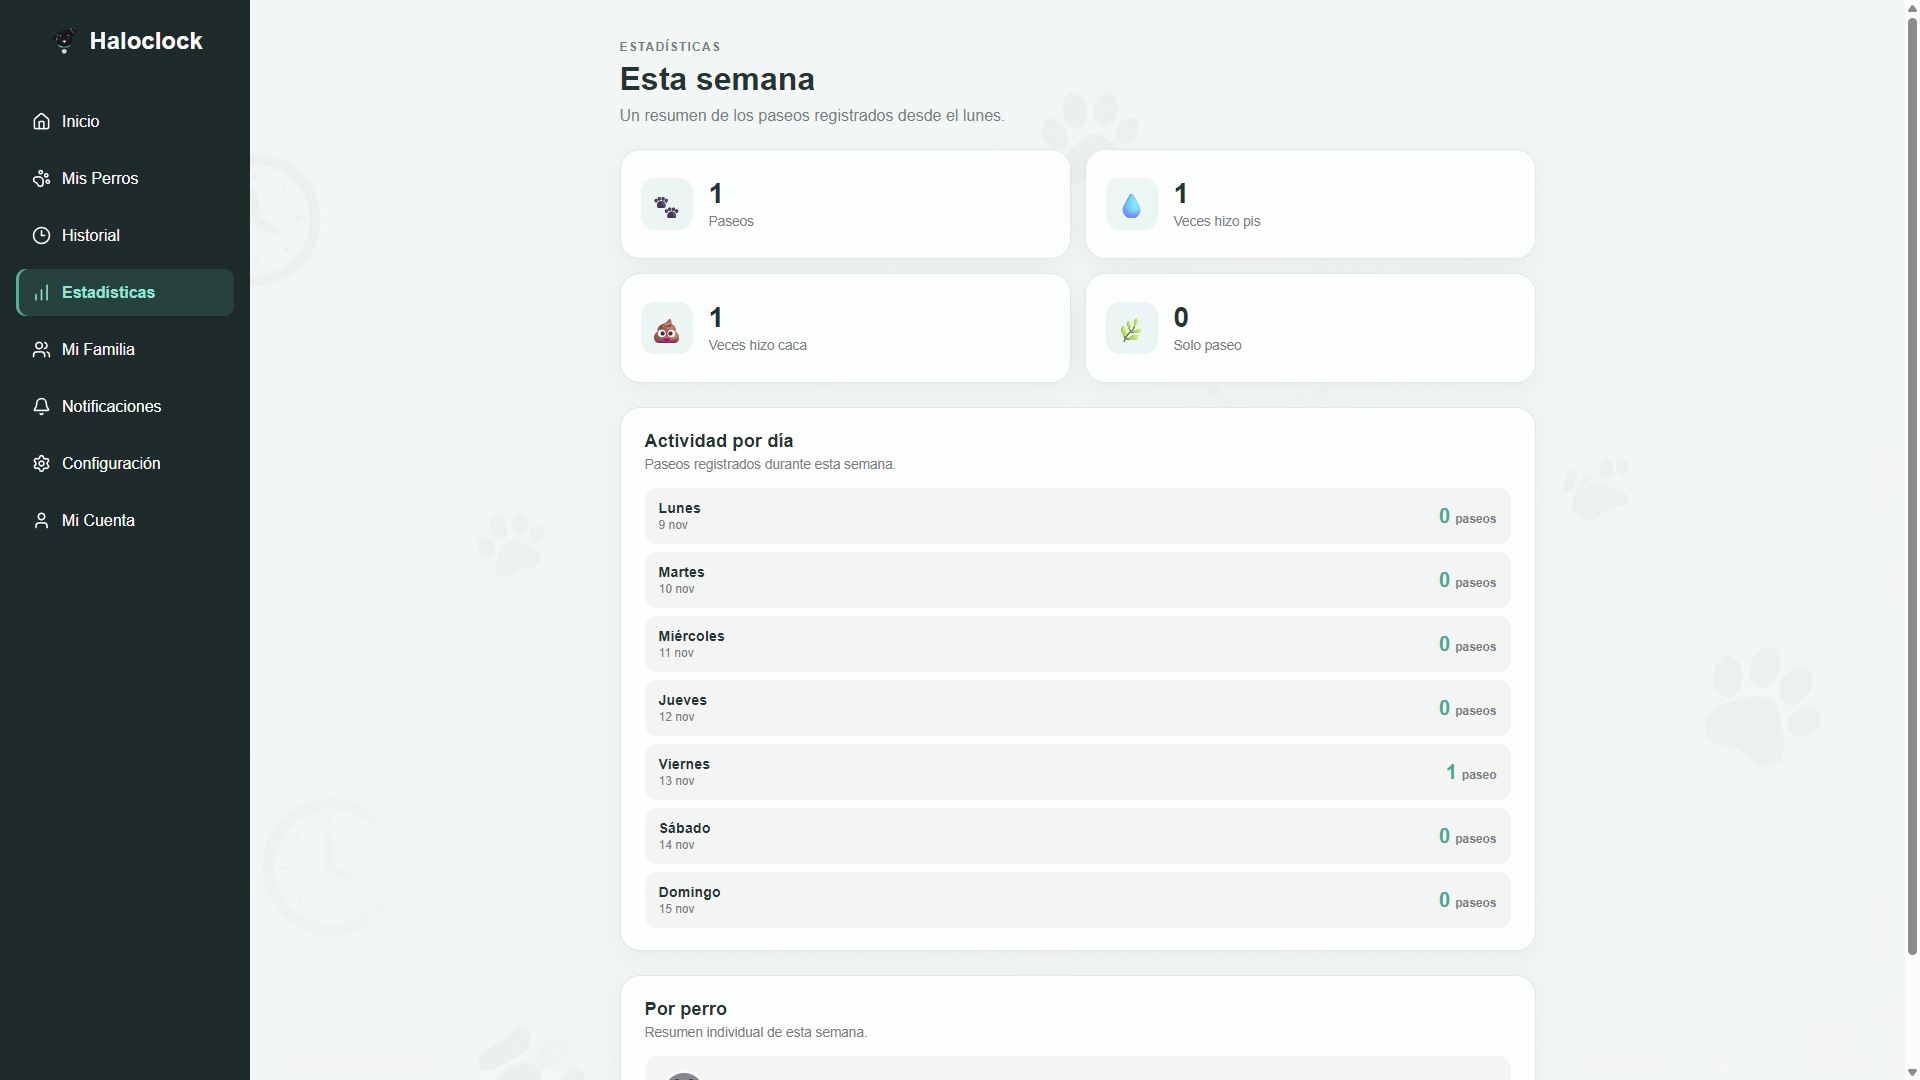 Haloclock
Inicio
Mis Perros
Historial
Estadísticas
Mi Familia
Notificaciones
Configuración
Mi Cuenta
ESTADÍSTICAS
Esta semana
Un resumen de los paseos registrados desde el lunes.
1
Paseos
1
Veces hizo pis
1
Veces hizo caca
0
Solo paseo
Actividad por día
Paseos registrados durante esta semana.
Lunes
9 nov
0 paseos
Martes
10 nov
0 paseos
Miércoles
11 nov
0 paseos
Jueves
12 nov
0 paseos
Viernes
13 nov
1 paseo
Sábado
14 nov
0 paseos
Domingo
15 nov
0 paseos
Por perro
Resumen individual de esta semana.